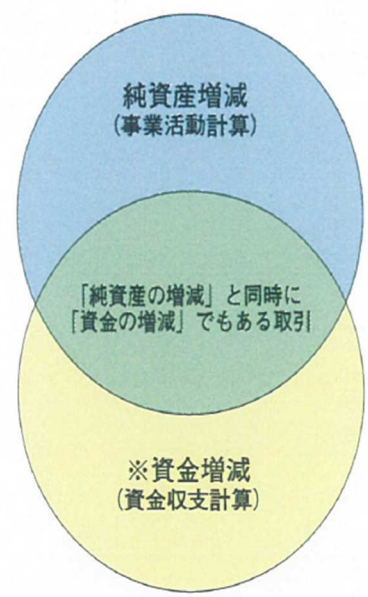 純資産増減
(事業活動計算)
「純資産の増減」と同時に
「資金の増減」でもある取引
※資金増減
(資金収支計算)